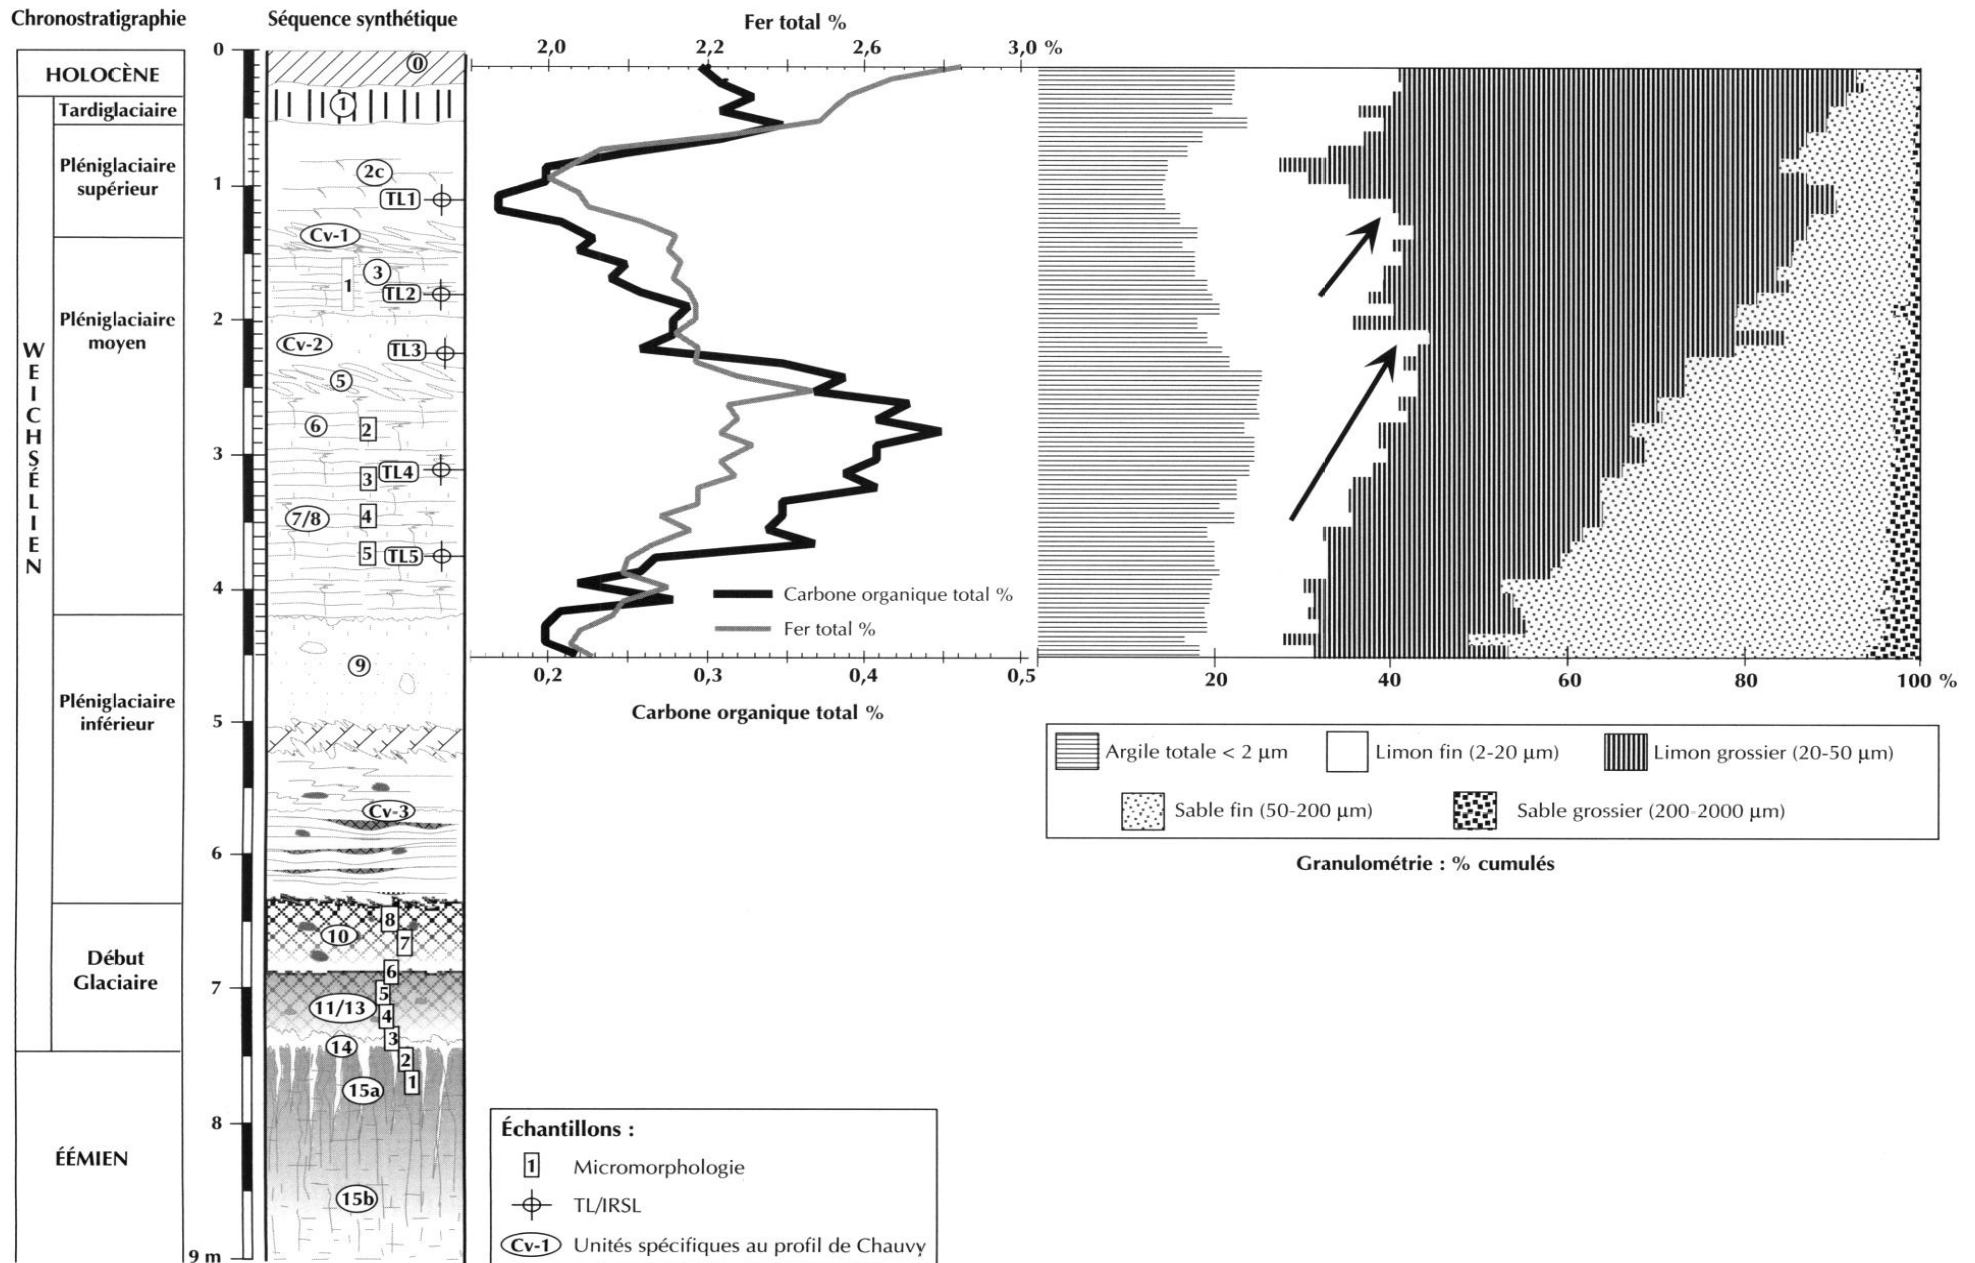 Chronostratigraphie
Séquence synthétique
Fer total %
2,0 2,2 2,6 3,0 %
HOLOCÈNE
Tardiglaciaire
Pléniglaciaire
supérieur
Pléniglaciaire
moyen
WEICHSÉLIEN
Pléniglaciaire
inférieur
Début
Glaciaire
ÉÉMIEN
0
1
2
3
4
5
6
7
8
9 m
0
1
2c
TL1
Cv-1
3
1
TL2
Cv-2
TL3
5
6
2
TL4
3
7/8
4
5
TL5
9
Cv-3
8
10
7
6
5
11/13
4
3
14
2
1
15a
15b
Carbone organique total %
Fer total %
0,2 0,3 0,4 0,5
Carbone organique total %
20 40 60 80 100 %
Argile totale < 2 µm
Limon fin (2-20 µm)
Limon grossier (20-50 µm)
Sable fin (50-200 µm)
Sable grossier (200-2000 µm)
Granulométrie : % cumulés
Échantillons :
1 Micromorphologie
TL/IRSL
Cv-1 Unités spécifiques au profil de Chauvy